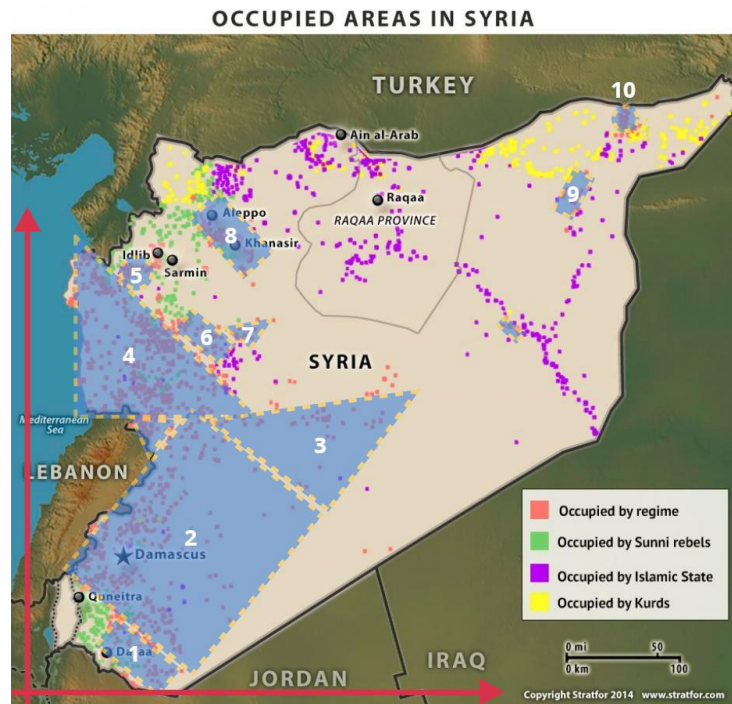 OCCUPIED AREAS IN SYRIA
TURKEY
10
Ain al-Arab
9
Raqaa
RAQAA PROVINCE
Aleppo
8
Khanasir
Idlib
Sarmin
5
6
7
4
SYRIA
Mediterranean
Sea
3
LEBANON
2
Damascus
Quneitra
1
Daraa
JORDAN
IRAQ
Occupied by regime
Occupied by Sunni rebels
Occupied by Islamic State
Occupied by Kurds
0 mi 50
0 km 100
Copyright Stratfor 2014 www.stratfor.com